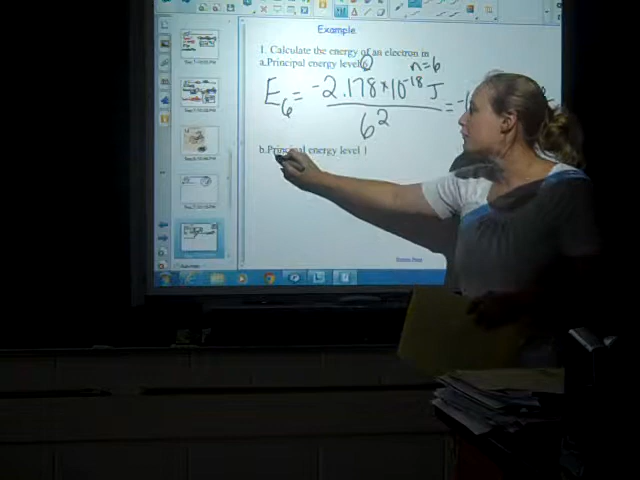 Example
1. Calculate the energy of an electron in
a.Principal energy level 6
n=6
E6 = -2.178*10^-18 J
6^2
= -
b.Principal energy level 1